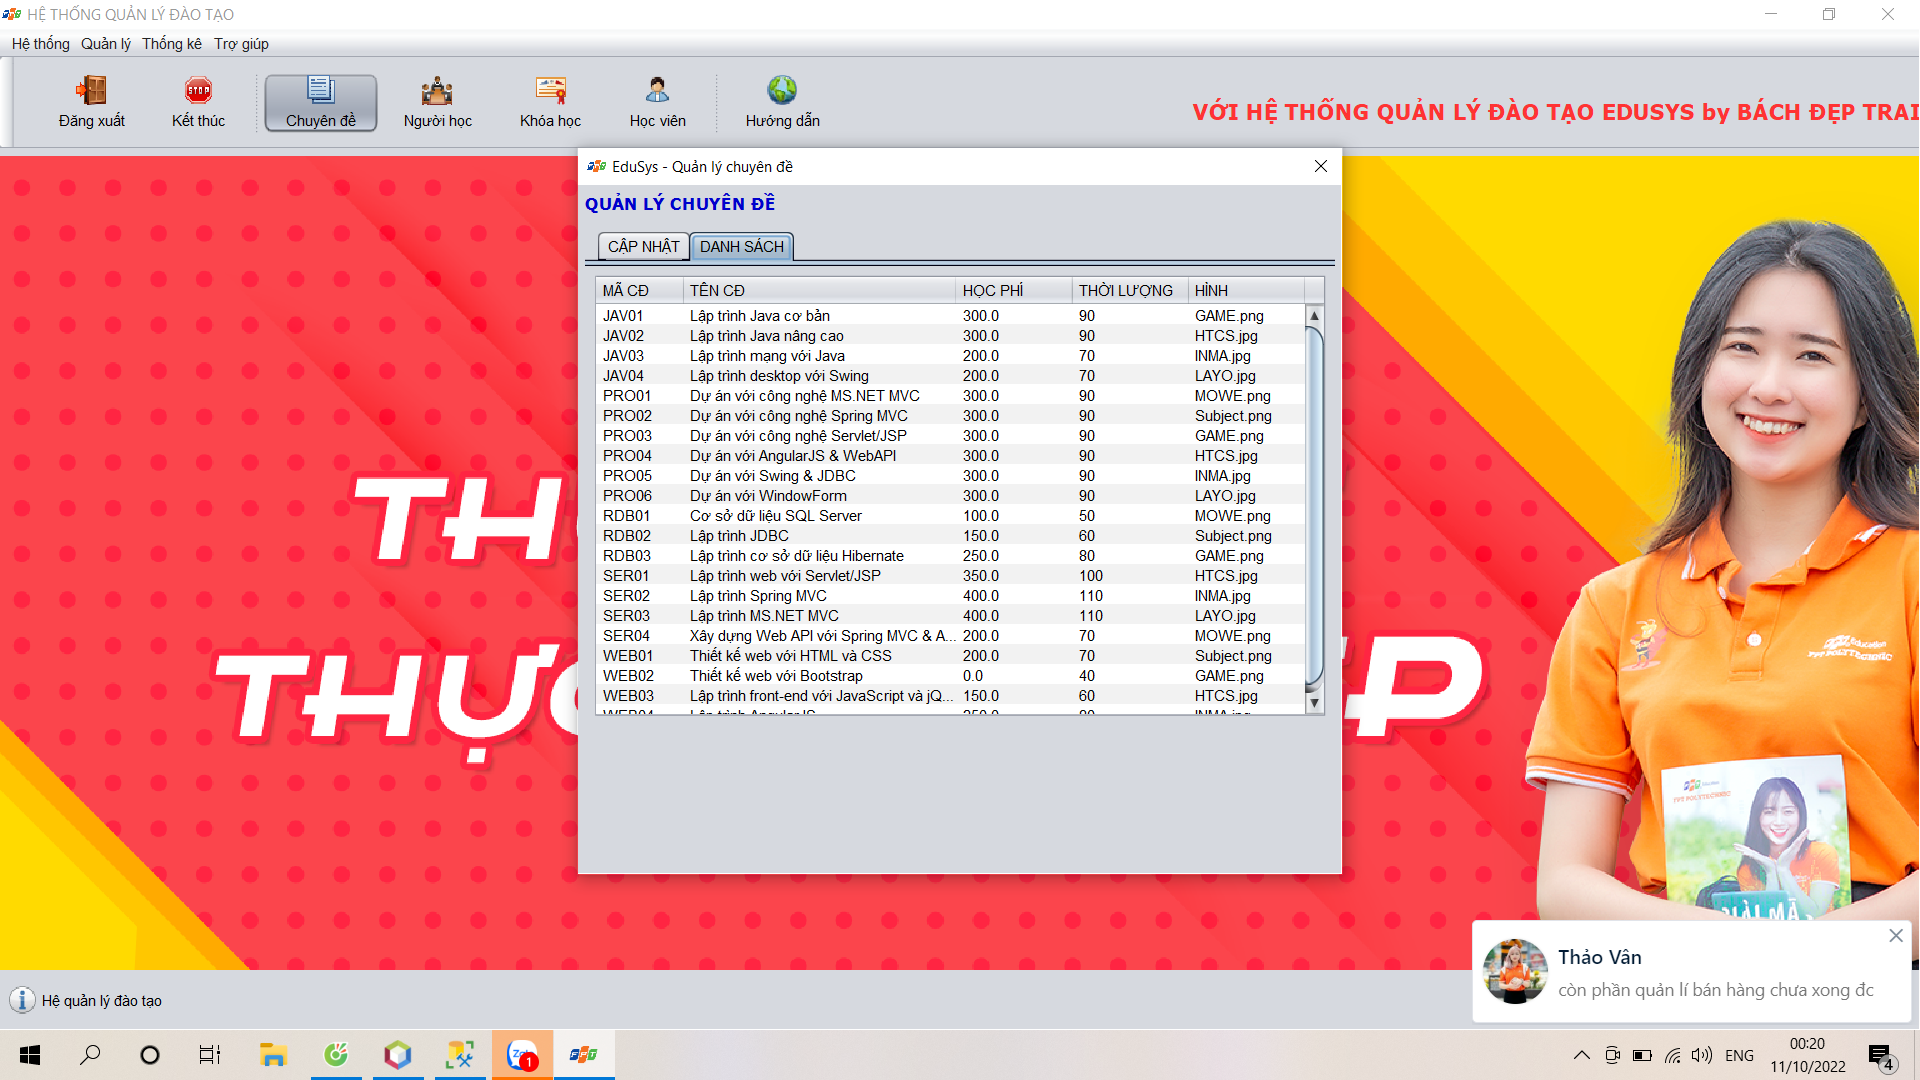 HỆ THỐNG QUẢN LÝ ĐÀO TẠO
Hệ thống Quản lý Thống kê Trợ giúp
Đăng xuất Kết thúc Chuyên đề Người học Khóa học Học viên Hướng dẫn
VỚI HỆ THỐNG QUẢN LÝ ĐÀO TẠO EDUSYS by BÁCH ĐẸP TRAI
EduSys - Quản lý chuyên đề
QUẢN LÝ CHUYÊN ĐỀ
CẬP NHẬT DANH SÁCH
MÃ CĐ TÊN CĐ HỌC PHÍ THỜI LƯỢNG HÌNH
JAV01 Lập trình Java cơ bản 300.0 90 GAME.png
JAV02 Lập trình Java nâng cao 300.0 90 HTCS.jpg
JAV03 Lập trình mạng với Java 200.0 70 INMA.jpg
JAV04 Lập trình desktop với Swing 200.0 70 LAYO.jpg
PRO01 Dự án với công nghệ MS.NET MVC 300.0 90 MOWE.png
PRO02 Dự án với công nghệ Spring MVC 300.0 90 Subject.png
PRO03 Dự án với công nghệ Servlet/JSP 300.0 90 GAME.png
PRO04 Dự án với AngularJS & WebAPI 300.0 90 HTCS.jpg
PRO05 Dự án với Swing & JDBC 300.0 90 INMA.jpg
PRO06 Dự án với WindowForm 300.0 90 LAYO.jpg
RDB01 Cơ sở dữ liệu SQL Server 100.0 50 MOWE.png
RDB02 Lập trình JDBC 150.0 60 Subject.png
RDB03 Lập trình cơ sở dữ liệu Hibernate 250.0 80 GAME.png
SER01 Lập trình web với Servlet/JSP 350.0 100 HTCS.jpg
SER02 Lập trình Spring MVC 400.0 110 INMA.jpg
SER03 Lập trình MS.NET MVC 400.0 110 LAYO.jpg
SER04 Xây dựng Web API với Spring MVC & A... 200.0 70 MOWE.png
WEB01 Thiết kế web với HTML và CSS 200.0 70 Subject.png
WEB02 Thiết kế web với Bootstrap 0.0 40 GAME.png
WEB03 Lập trình front-end với JavaScript và jQ... 150.0 60 HTCS.jpg
Education
FPT POLYTECHNIC
FPT POLYTECHNIC
Thảo Vân
còn phần quản lí bán hàng chưa xong đc
Hệ quản lý đào tạo
1
FPT
ENG
00:20
11/10/2022
4